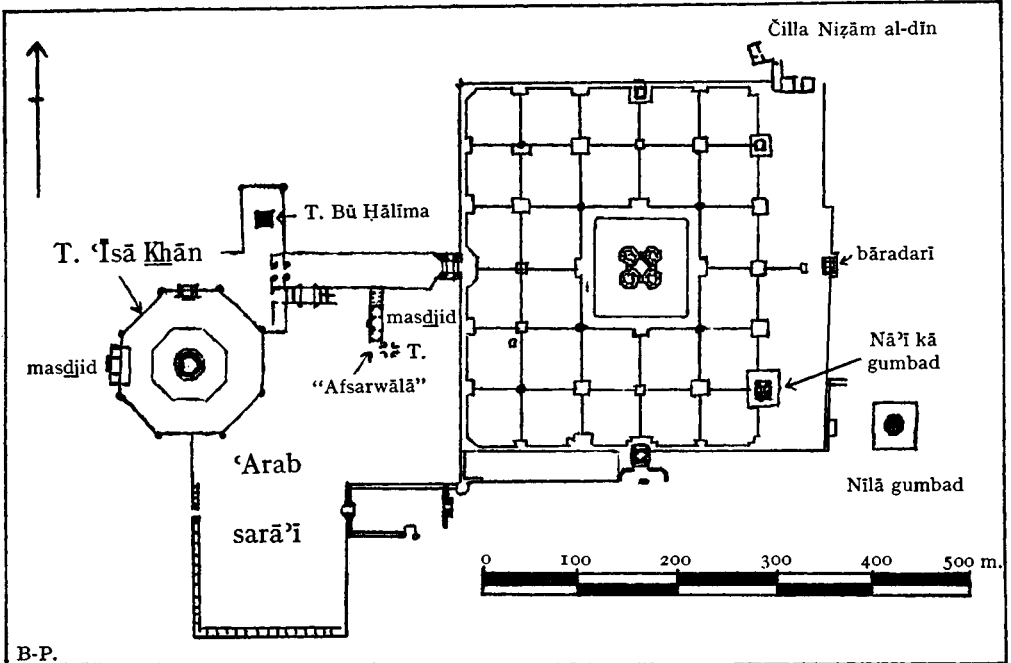 Čilla Niẓām al-dīn
T. Bū Ḥālīma
T. ʿĪsā Khān
bāradarī
masdjid
T.
masdjid
“Afsarwālā”
Nāʾī kā
gumbad
ʿArab
sarāʾī
Nīlā gumbad
0 100 200 300 400 500 m.
B-P.